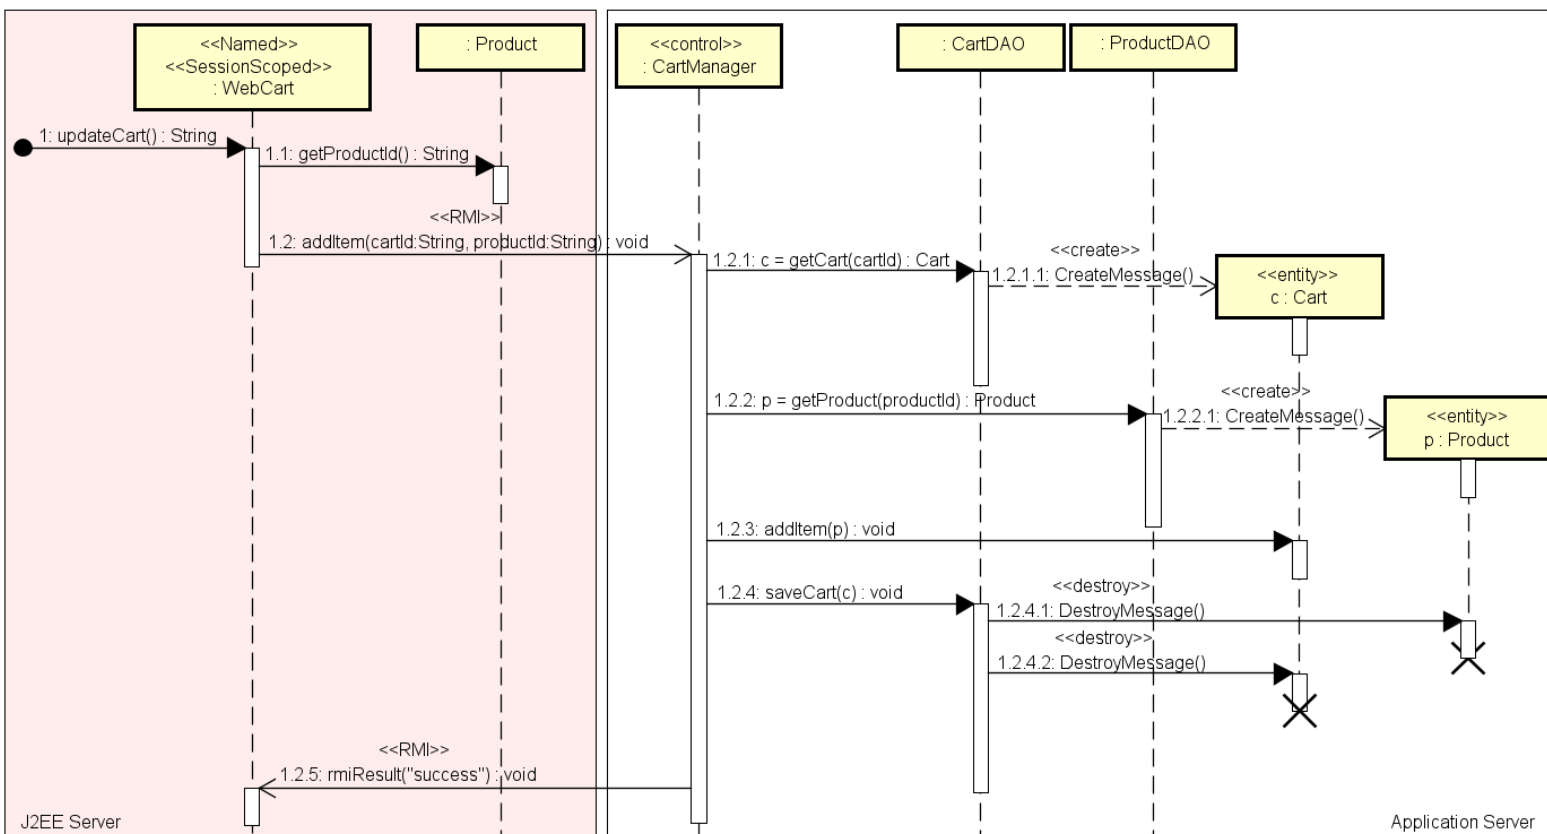 <<Named>>
<<SessionScoped>>
: WebCart
: Product
<<control>>
: CartManager
: CartDAO
: ProductDAO
1: updateCart() : String
1.1: getProductId() : String
<<RMI>>
1.2: addItem(cartId:String, productId:String) : void
1.2.1: c = getCart(cartId) : Cart
<<create>>
1.2.1.1: CreateMessage()
<<entity>>
c : Cart
1.2.2: p = getProduct(productId) : Product
<<create>>
1.2.2.1: CreateMessage()
<<entity>>
p : Product
1.2.3: addItem(p) : void
1.2.4: saveCart(c) : void
<<destroy>>
1.2.4.1: DestroyMessage()
<<destroy>>
1.2.4.2: DestroyMessage()
<<RMI>>
1.2.5: rmiResult("success") : void
J2EE Server
Application Server